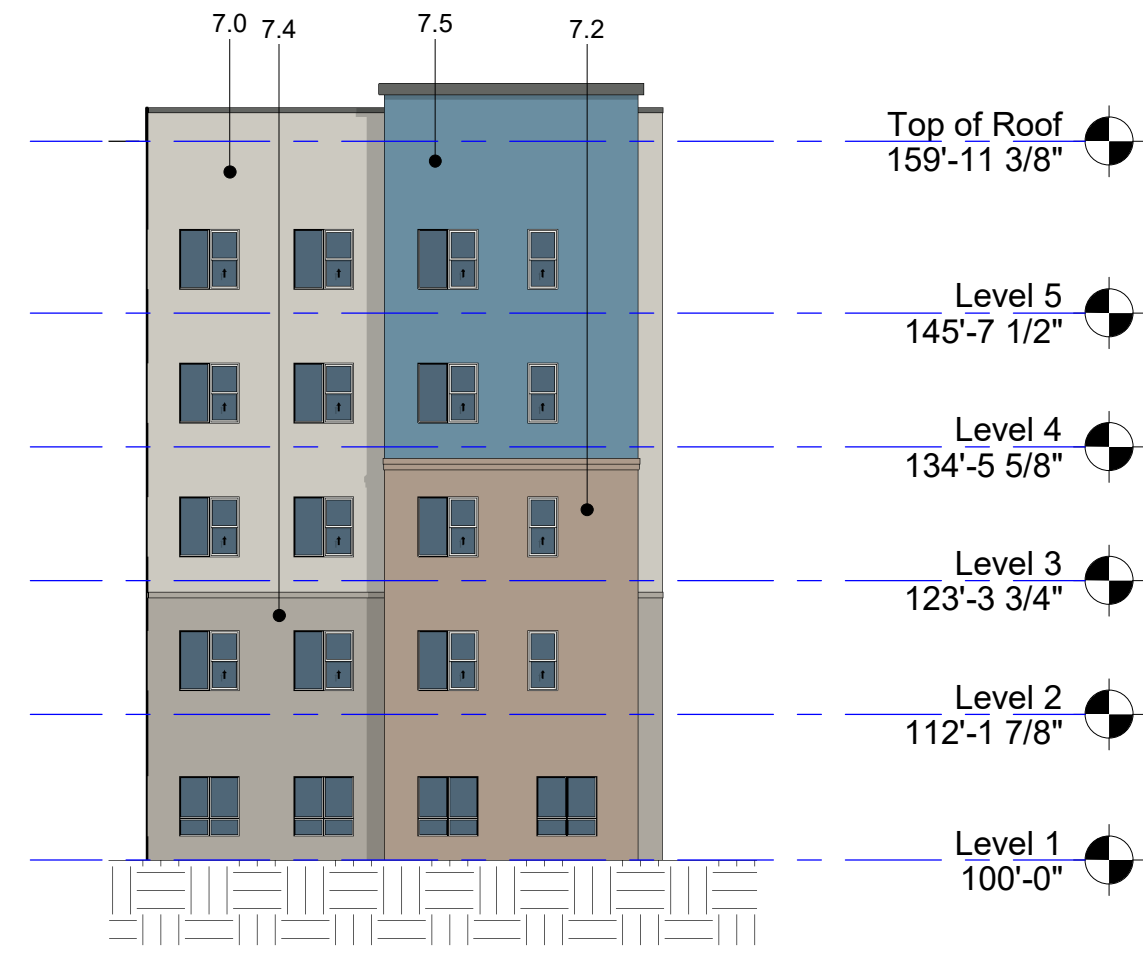 7.0
7.4
7.5
7.2
Top of Roof
159'-11 3/8"
Level 5
145'-7 1/2"
Level 4
134'-5 5/8"
Level 3
123'-3 3/4"
Level 2
112'-1 7/8"
Level 1
100'-0"